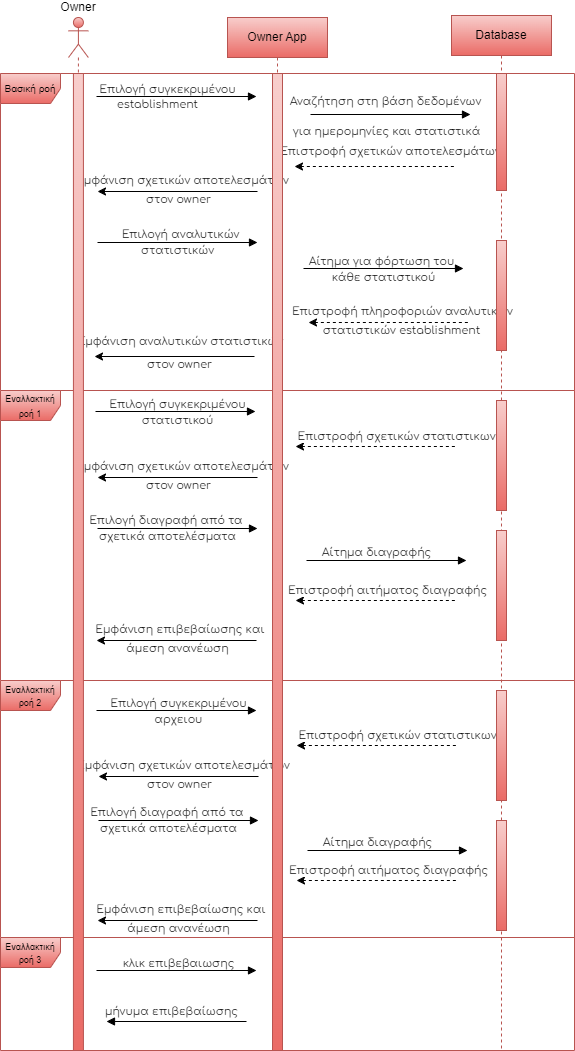 Owner
Owner App
Database
Βασική ροή
Επιλογή συγκεκριμένου
establishment
Αναζήτηση στη βάση δεδομένων
για ημερομηνίες και στατιστικά
Επιστροφή σχετικών αποτελεσμάτων
μφάνιση σχετικών αποτελεσμάτων
στον owner
Επιλογή αναλυτικών
στατιστικών
Αίτημα για φόρτωση του
κάθε στατιστικού
Επιστροφή πληροφοριών αναλυτικών
στατιστικών establishment
Εμφάνιση αναλυτικών στατιστικώ
στον owner
Εναλλακτική
ροή 1
Επιλογή συγκεκριμένου
στατιστικού
Επιστροφή σχετικών στατιστικων
μφάνιση σχετικών αποτελεσμάτων
στον owner
Επιλογή διαγραφή από τα
σχετικά αποτελέσματα
Αίτημα διαγραφής
Επιστροφή αιτήματος διαγραφής
Εμφάνιση επιβεβαίωσης και
άμεση ανανέωση
Εναλλακτική
ροή 2
Επιλογή συγκεκριμένου
αρχειου
Επιστροφή σχετικών στατιστικων
μφάνιση σχετικών αποτελεσμάτων
στον owner
Επιλογή διαγραφή από τα
σχετικά αποτελέσματα
Αίτημα διαγραφής
Επιστροφή αιτήματος διαγραφής
Εμφάνιση επιβεβαίωσης και
άμεση ανανέωση
Εναλλακτική
ροή 3
κλικ επιβεβαιωσης
μήνυμα επιβεβαίωσης